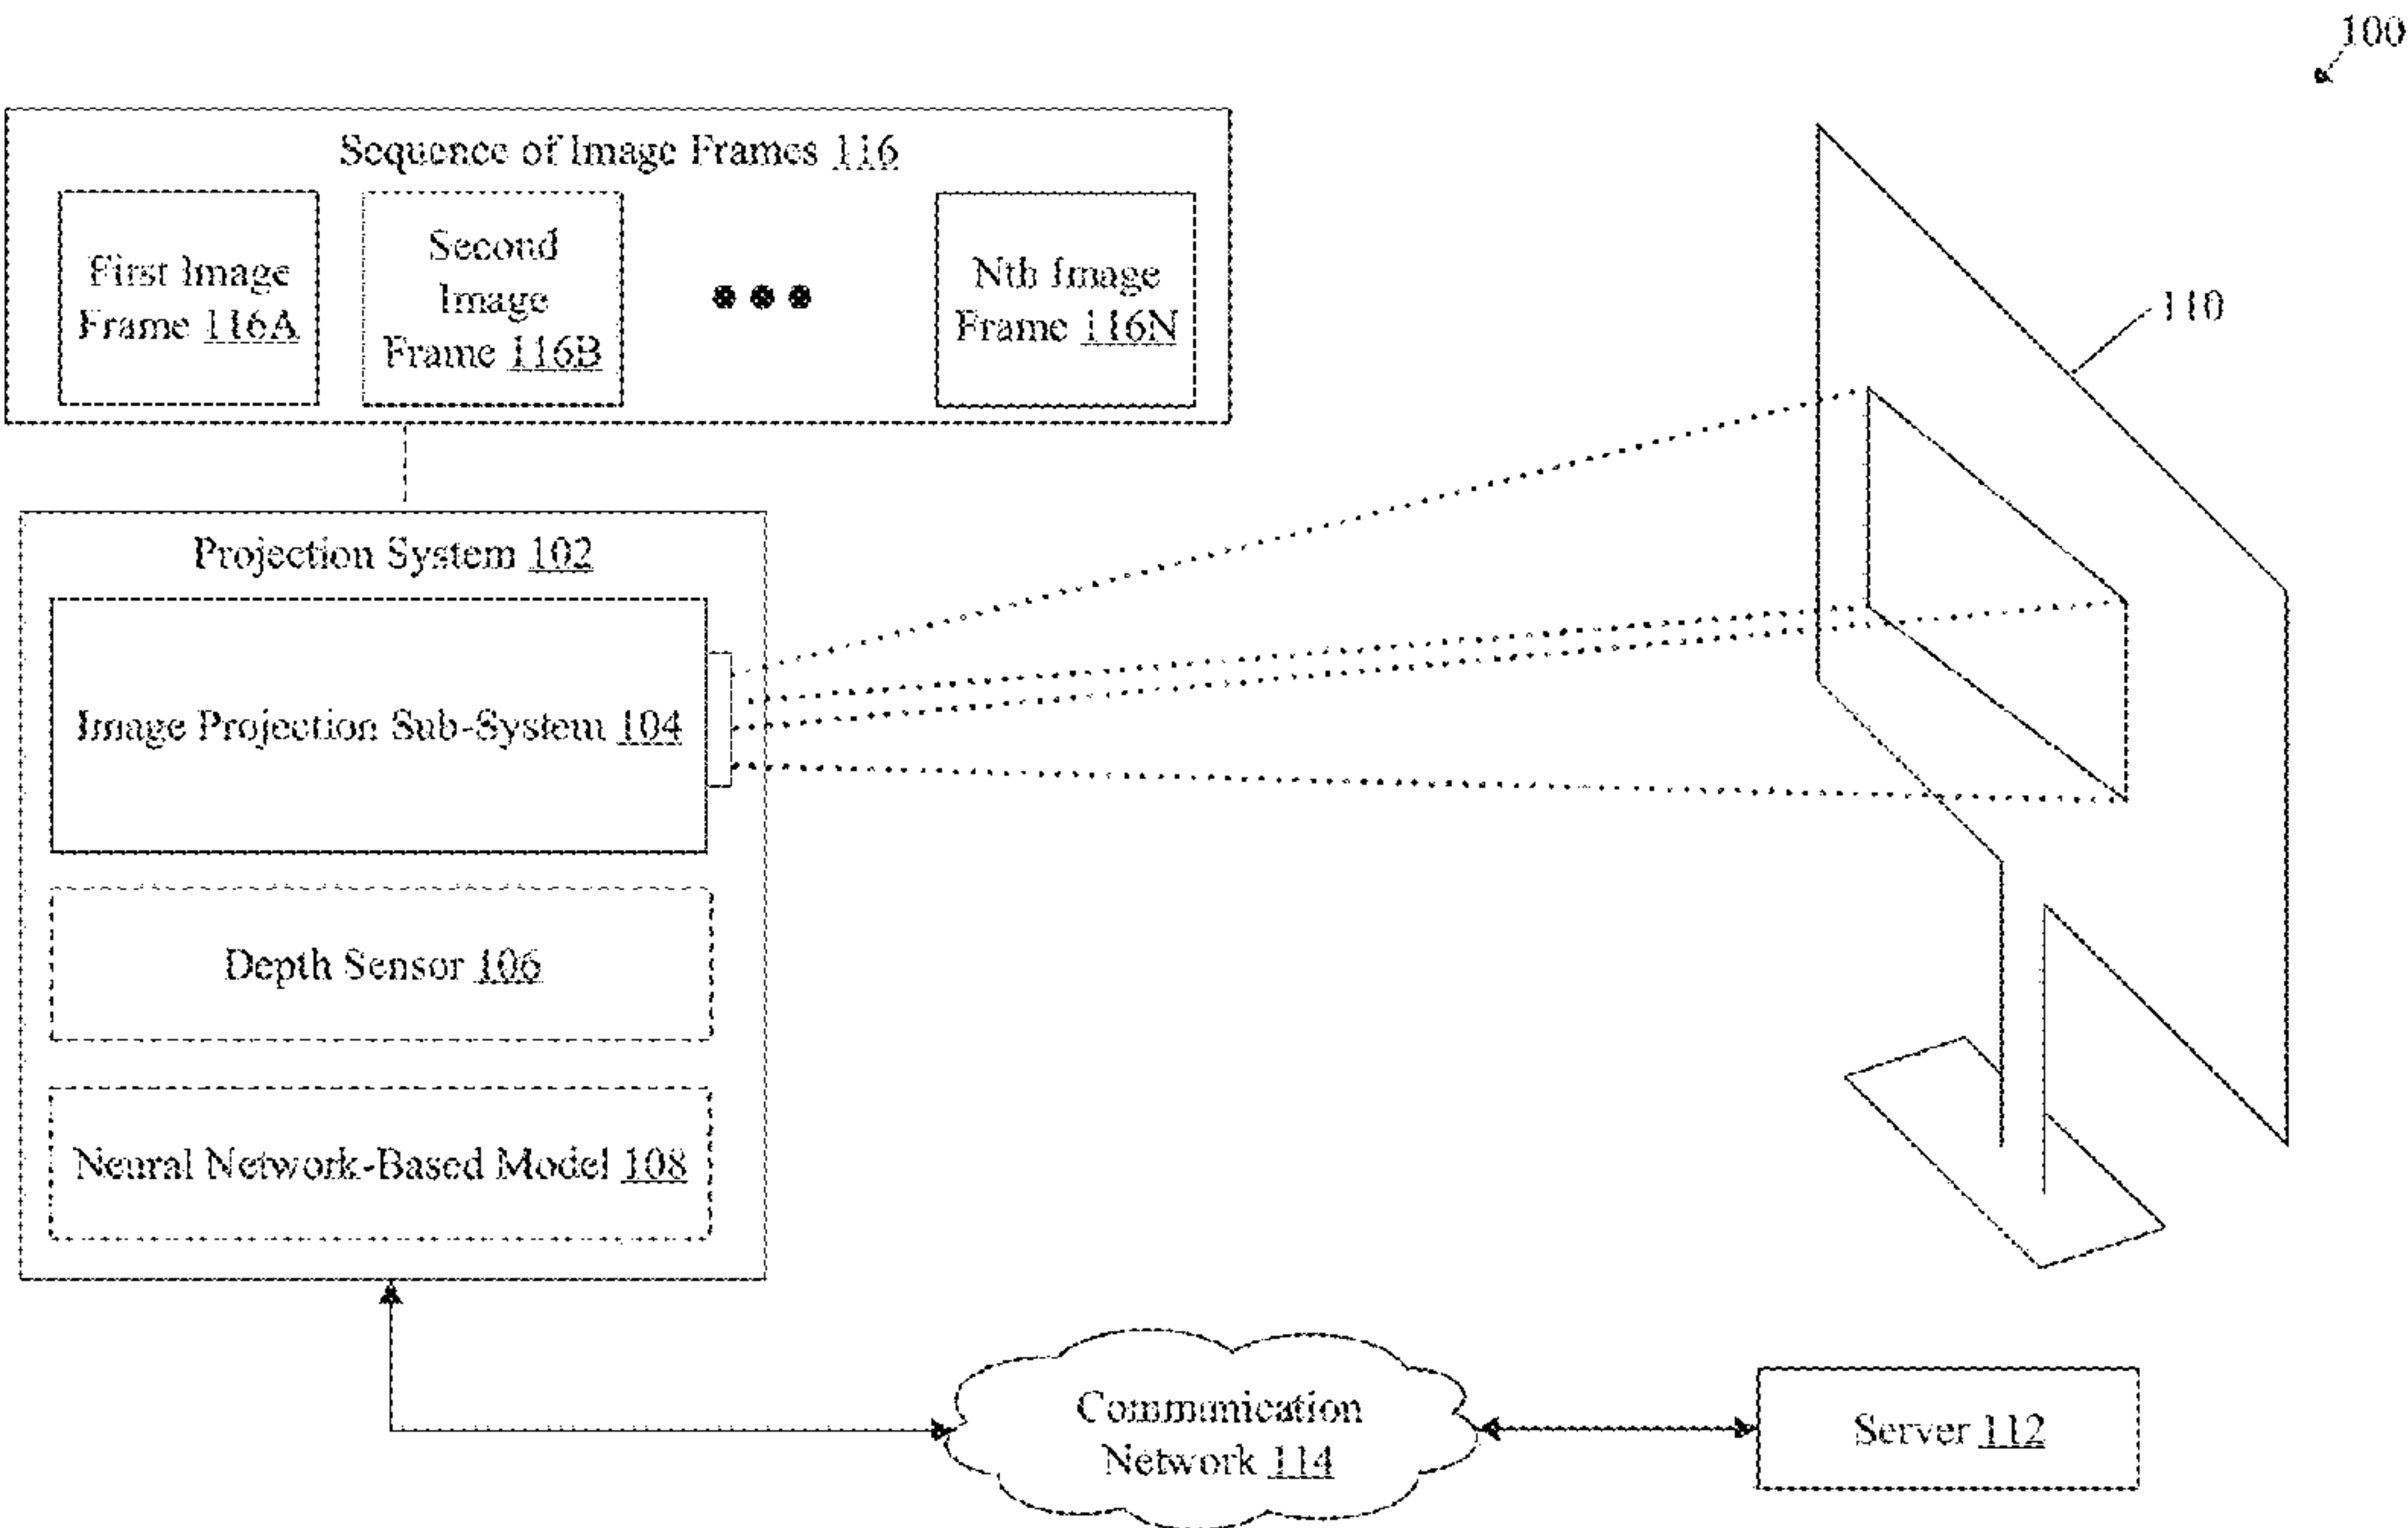 100
Sequence of Image Frames 116
First Image
Frame 116A
Second
Image
Frame 116B
Nth Image
Frame 116N
110
Projection System 102
Image Projection Sub-System 104
Depth Sensor 106
Neural Network-Based Model 108
Communication
Network 114
Server 112